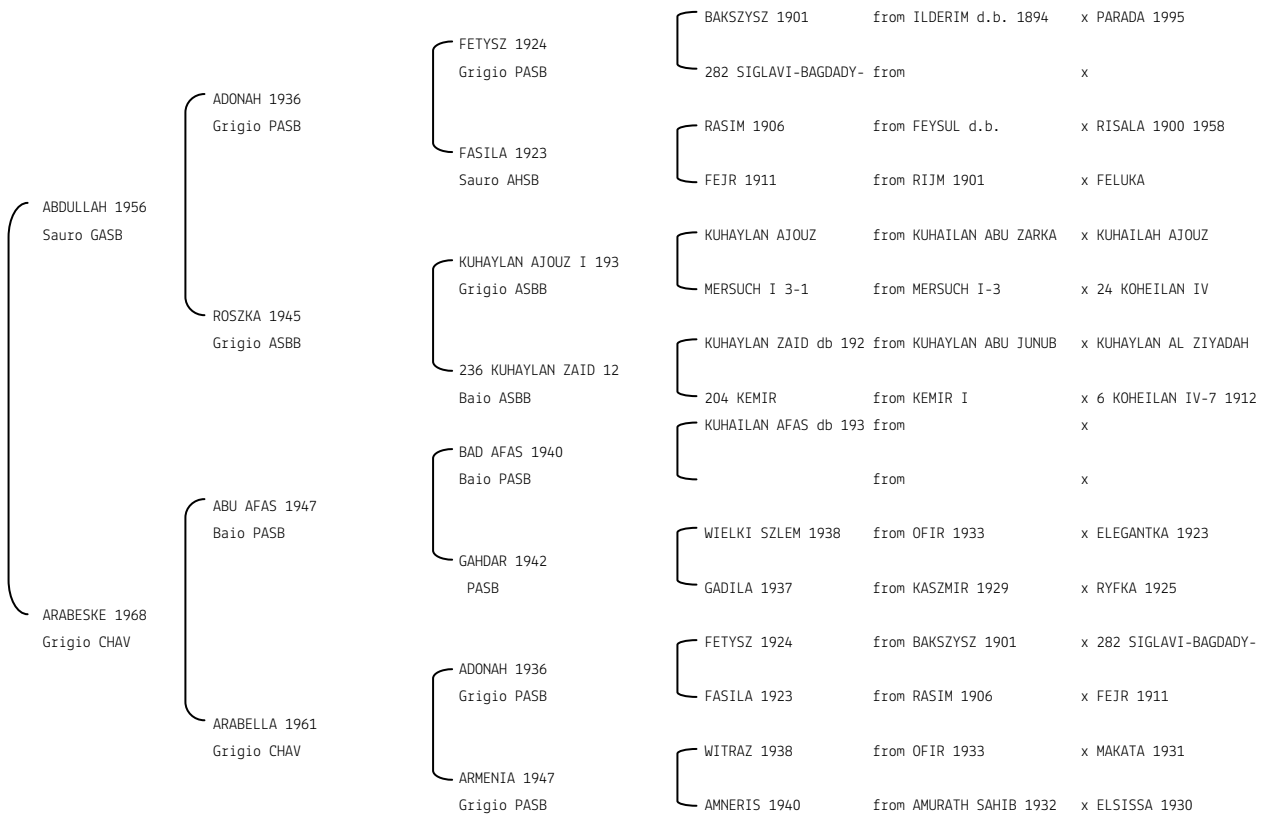 BAKSZYSZ 1901 from ILDERIM d.b. 1894 x PARADA 1995
FETYSZ 1924
Grigio PASB 282 SIGLAVI-BAGDADY- from x
ADONAH 1936
Grigio PASB RASIM 1906 from FEYSUL d.b. x RISALA 1900 1958
FASILA 1923
Sauro AHSB FEJR 1911 from RIJM 1901 x FELUKA
ABDULLAH 1956
Sauro GASB KUHAYLAN AJOUZ from KUHAILAN ABU ZARKA x KUHAILAH AJOUZ
KUHAYLAN AJOUZ I 193
Grigio ASBB MERSUCH I 3-1 from MERSUCH I-3 x 24 KOHEILAN IV
ROSZKA 1945
Grigio ASBB KUHAYLAN ZAID db 192 from KUHAYLAN ABU JUNUB x KUHAYLAN AL ZIYADAH
236 KUHAYLAN ZAID 12
Baio ASBB 204 KEMIR from KEMIR I x 6 KOHEILAN IV-7 1912
KUHAILAN AFAS db 193 from x
BAD AFAS 1940
Baio PASB from x
ABU AFAS 1947
Baio PASB WIELKI SZLEM 1938 from OFIR 1933 x ELEGANTKA 1923
GAHDAR 1942
PASB GADILA 1937 from KASZMIR 1929 x RYFKA 1925
ARABESKE 1968
Grigio CHAV FETYSZ 1924 from BAKSZYSZ 1901 x 282 SIGLAVI-BAGDADY-
ADONAH 1936
Grigio PASB FASILA 1923 from RASIM 1906 x FEJR 1911
ARABELLA 1961
Grigio CHAV WITRAZ 1938 from OFIR 1933 x MAKATA 1931
ARMENIA 1947
Grigio PASB AMNERIS 1940 from AMURATH SAHIB 1932 x ELSISSA 1930